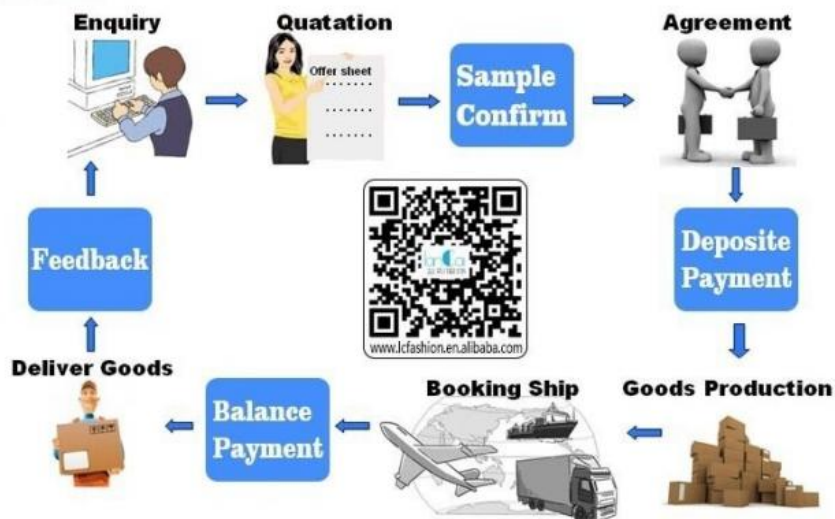 Enquiry
Quatation
Offer sheet
Sample
Confirm
Agreement
Deposite
Payment
Goods Production
Booking Ship
Balance
Payment
Deliver Goods
Feedback
www.lcfashion.en.alibaba.com